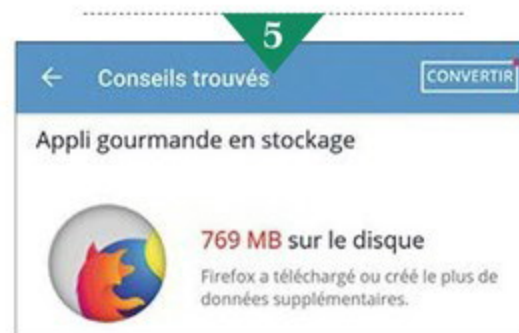 5
← Conseils trouvés CONVERTIR
Appli gourmande en stockage
769 MB sur le disque
Firefox a téléchargé ou créé le plus de
données supplémentaires.